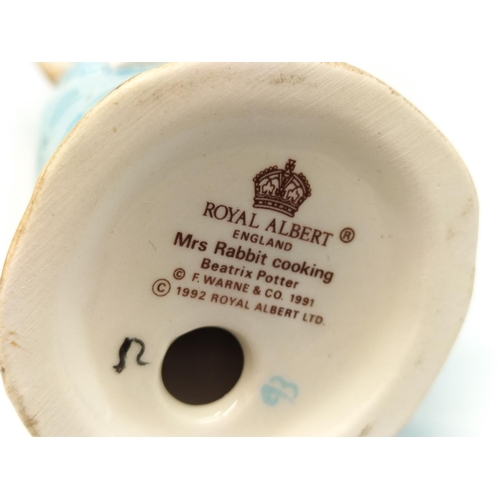 ROYAL ALBERT ®
ENGLAND
Mrs Rabbit cooking
Beatrix Potter
© F. WARNE & CO. 1991
© 1992 ROYAL ALBERT LTD.